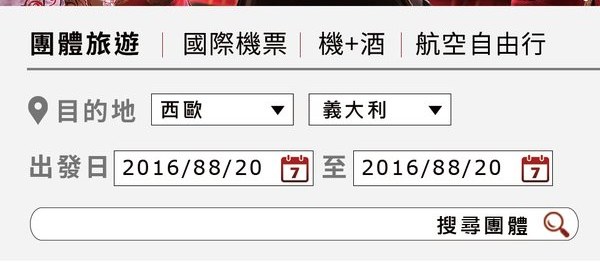 團體旅遊 | 國際機票 | 機+酒 | 航空自由行
目的地 西歐 義大利
出發日 2016/88/20 7 至 2016/88/20 7
搜尋團體